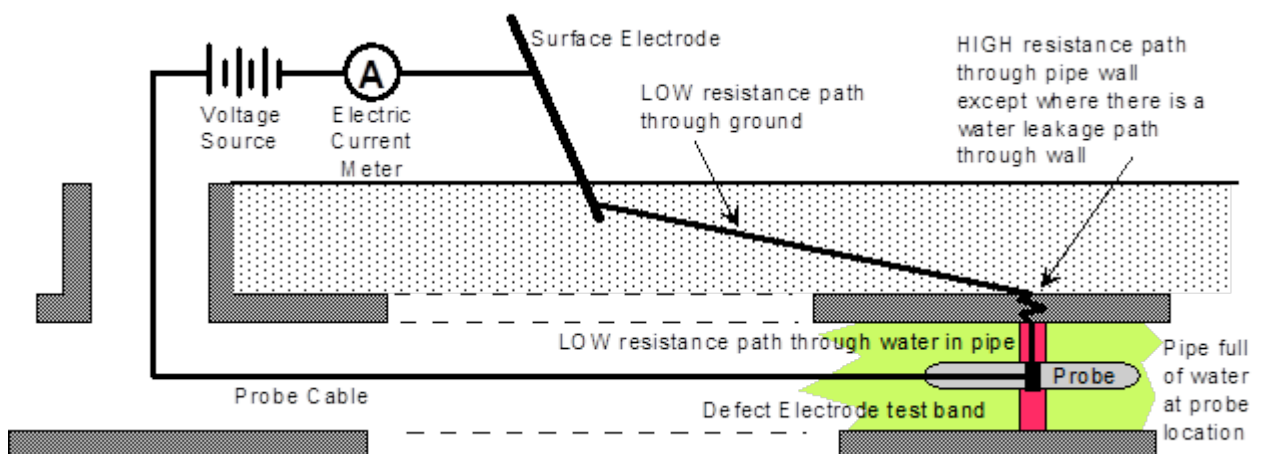 Surface Electrode
A
Voltage
Source
Electric
Current
Meter
LOW resistance path
through ground
HIGH resistance path
through pipe wall
except where there is a
water leakage path
through wall
LOW resistance path through water in pipe
Probe
Pipe full
of water
at probe
location
Probe Cable
Defect Electrode test band